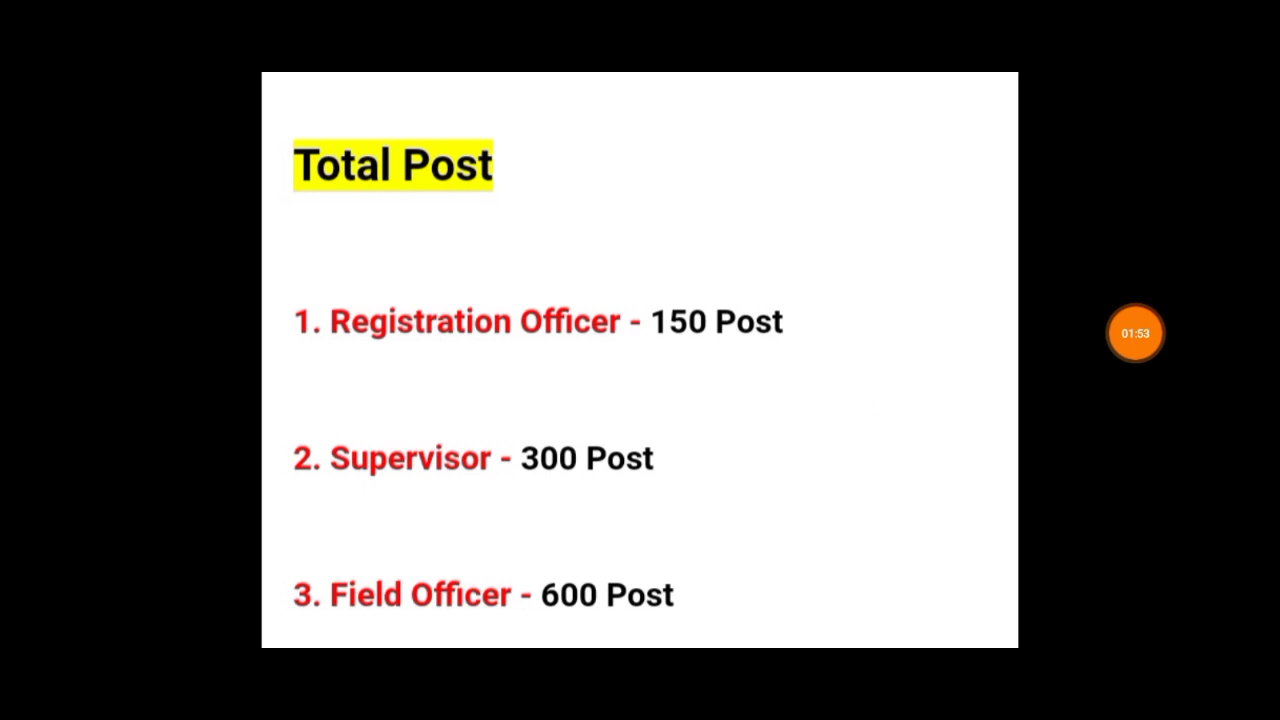 Total Post
1. Registration Officer - 150 Post
01:53
2. Supervisor - 300 Post
3. Field Officer - 600 Post